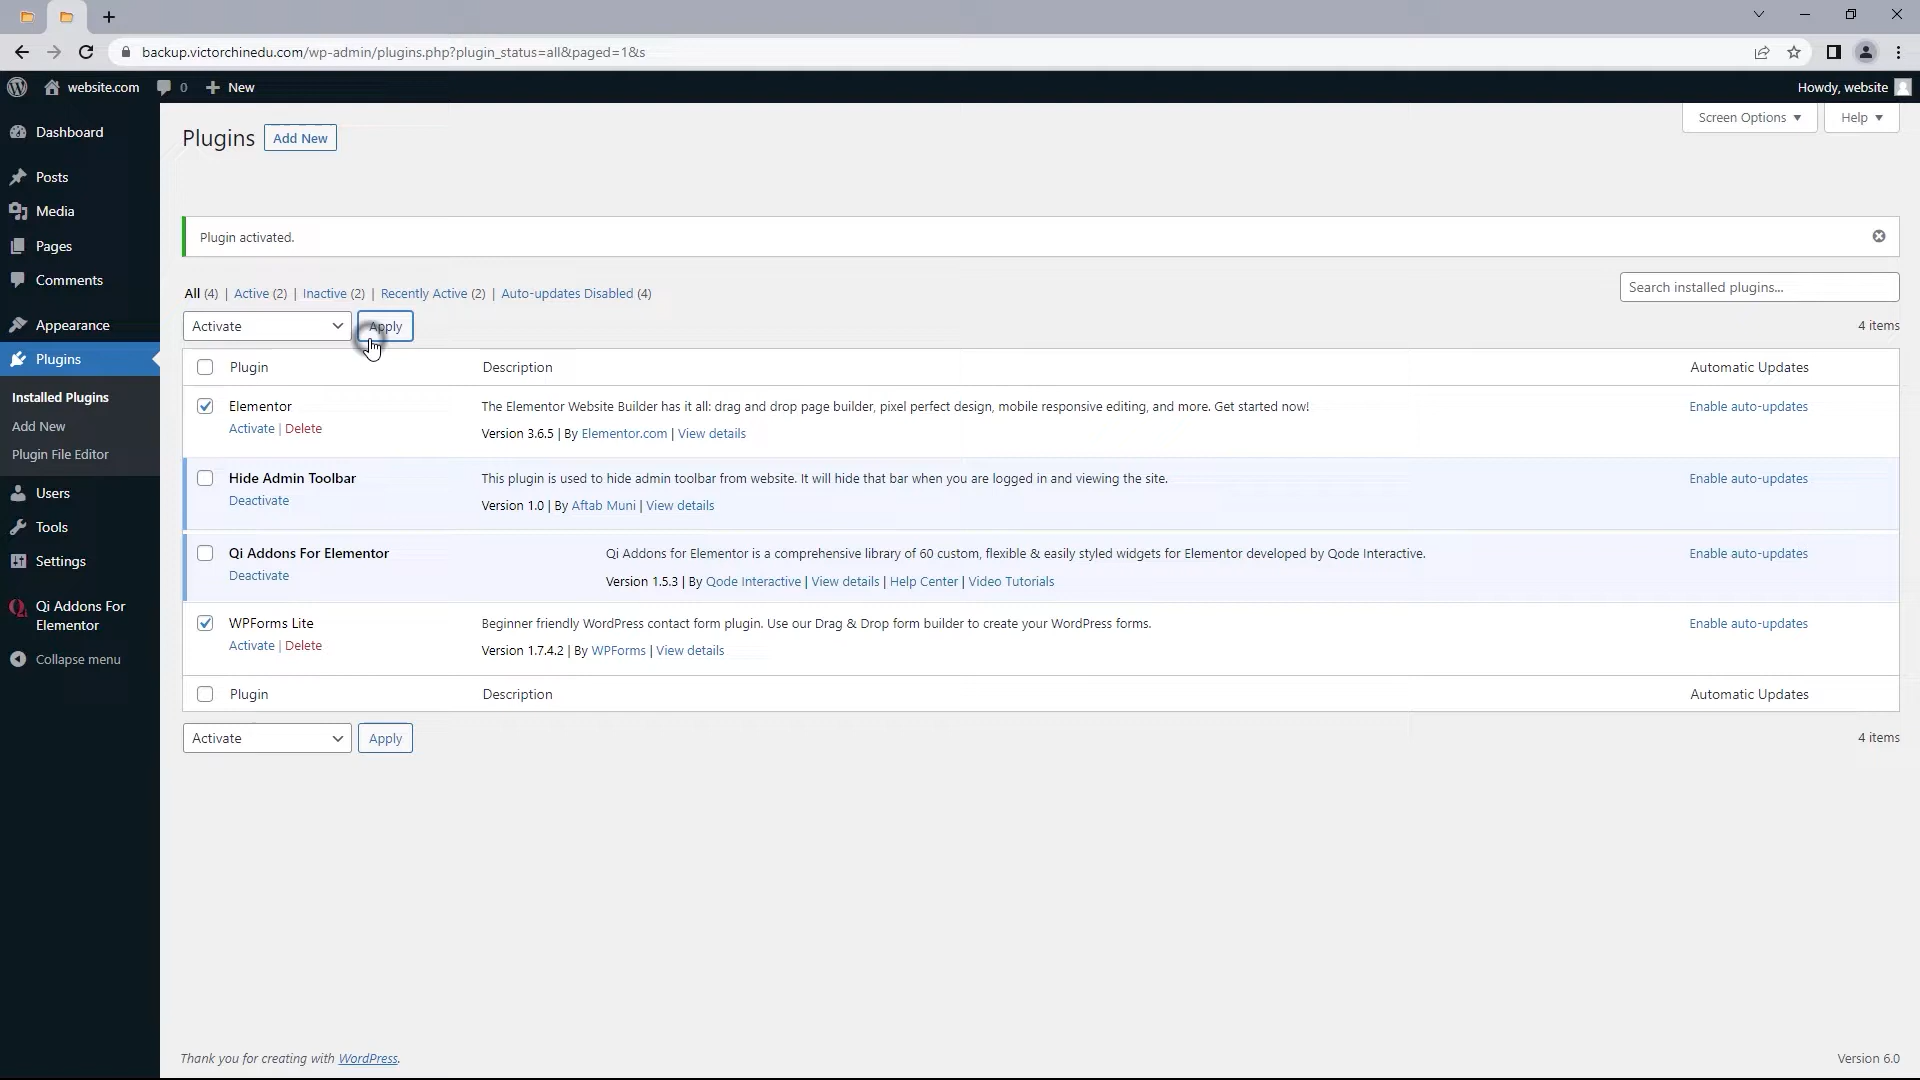 backup.victorchinedu.com/wp-admin/plugins.php?plugin_status=all&paged=1&s
website.com 0 New Howdy, website
Screen Options Help
Plugins Add New
Plugin activated.
All (4) | Active (2) | Inactive (2) | Recently Active (2) | Auto-updates Disabled (4)
Search installed plugins...
Activate Apply 4 items
Plugin Description Automatic Updates
Elementor The Elementor Website Builder has it all: drag and drop page builder, pixel perfect design, mobile responsive editing, and more. Get started now! Enable auto-updates
Activate | Delete Version 3.6.5 | By Elementor.com | View details
Hide Admin Toolbar This plugin is used to hide admin toolbar from website. It will hide that bar when you are logged in and viewing the site. Enable auto-updates
Deactivate Version 1.0 | By Aftab Muni | View details
Qi Addons For Elementor Qi Addons for Elementor is a comprehensive library of 60 custom, flexible & easily styled widgets for Elementor developed by Qode Interactive. Enable auto-updates
Deactivate Version 1.5.3 | By Qode Interactive | View details | Help Center | Video Tutorials
WPForms Lite Beginner friendly WordPress contact form plugin. Use our Drag & Drop form builder to create your WordPress forms. Enable auto-updates
Activate | Delete Version 1.7.4.2 | By WPForms | View details
Plugin Description Automatic Updates
Activate Apply 4 items
Dashboard
Posts
Media
Pages
Comments
Appearance
Plugins
Installed Plugins
Add New
Plugin File Editor
Users
Tools
Settings
Qi Addons For
Elementor
Collapse menu
Thank you for creating with WordPress. Version 6.0